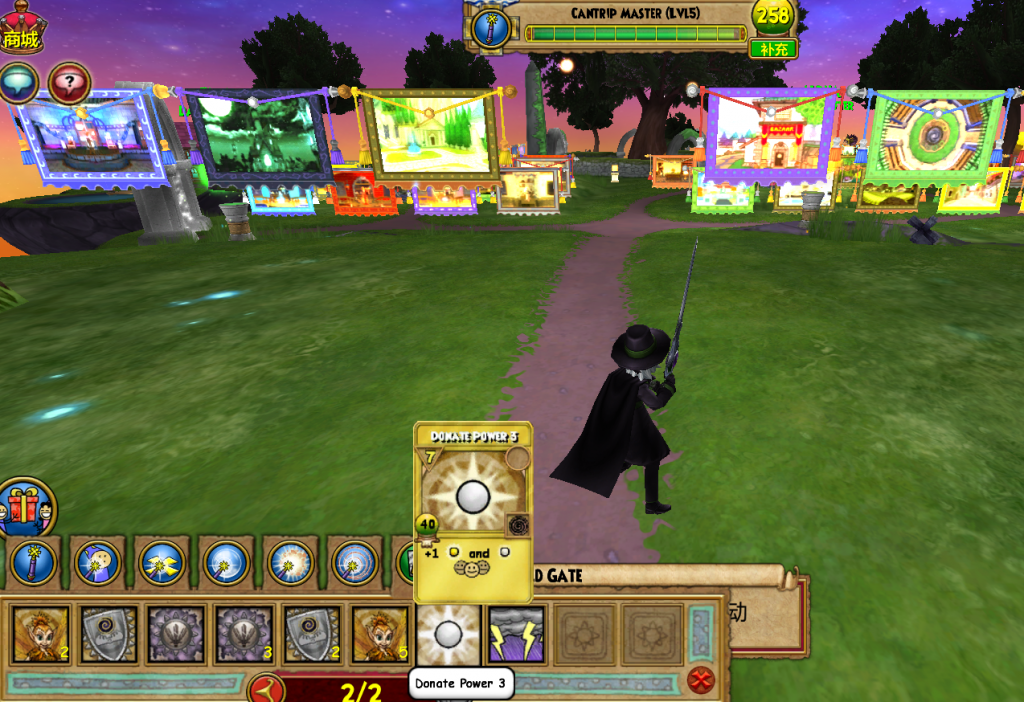 商城
CANTRIP MASTER (LVL5)
258
补充
?
BAZAAR
DONATE POWER 3
7
40
+1 and
D GATE
动
2
3
2
5
2/2
Donate Power 3